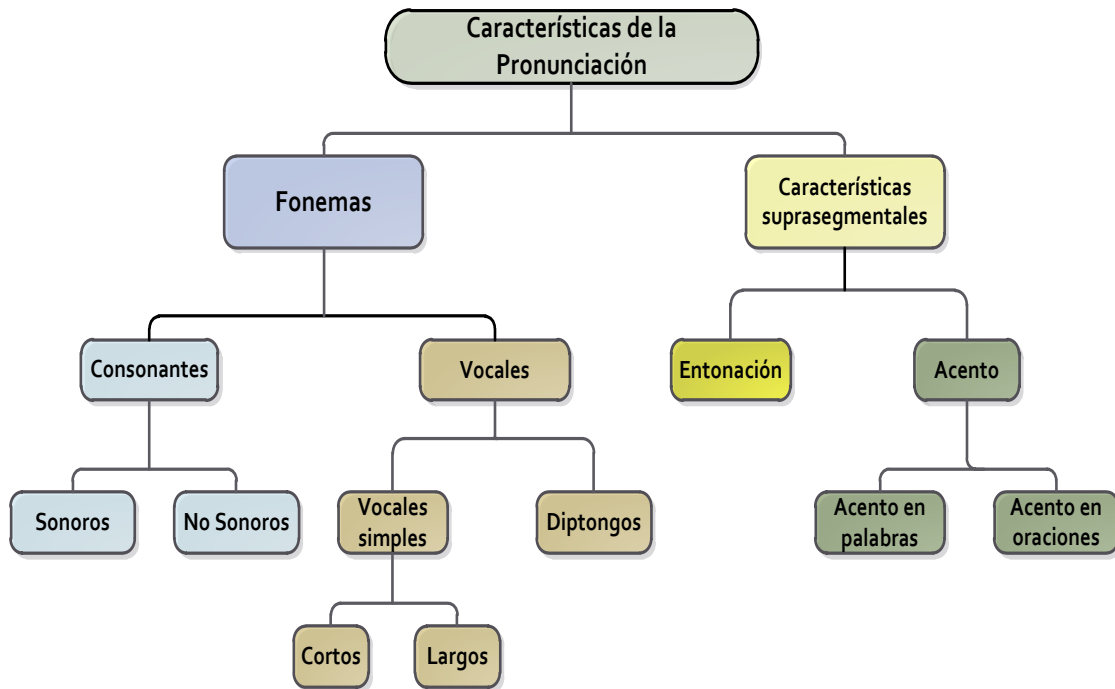 Características de la
Pronunciación
Fonemas
Características
suprasegmentales
Consonantes
Vocales
Entonación
Acento
Sonoros
No Sonoros
Vocales
simples
Diptongos
Acento en
palabras
Acento en
oraciones
Cortos
Largos